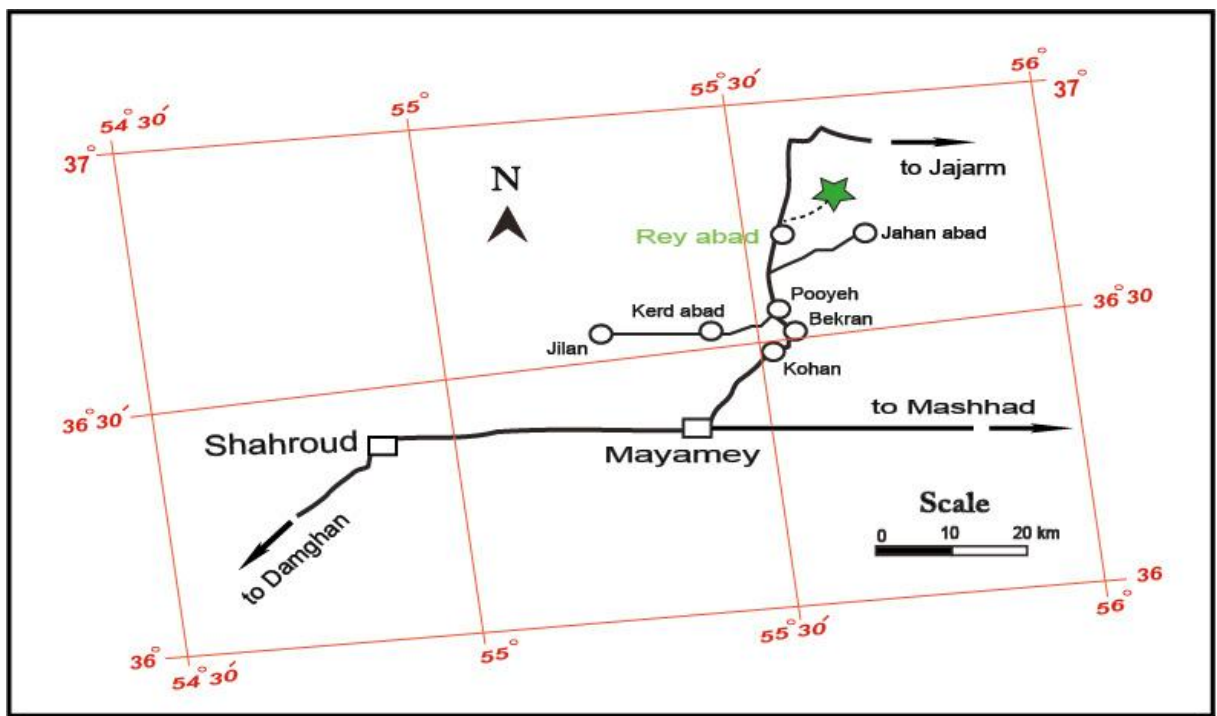 54° 30′
55°
55° 30′
56°
37°
37°
N
to Jajarm
Rey abad
Jahan abad
Pooyeh
36° 30′
Kerd abad
Bekran
Jilan
Kohan
36° 30′
to Mashhad
Shahroud
Mayamey
Scale
0 10 20 km
to Damghan
36
36°
54° 30′
55°
55° 30′
56°